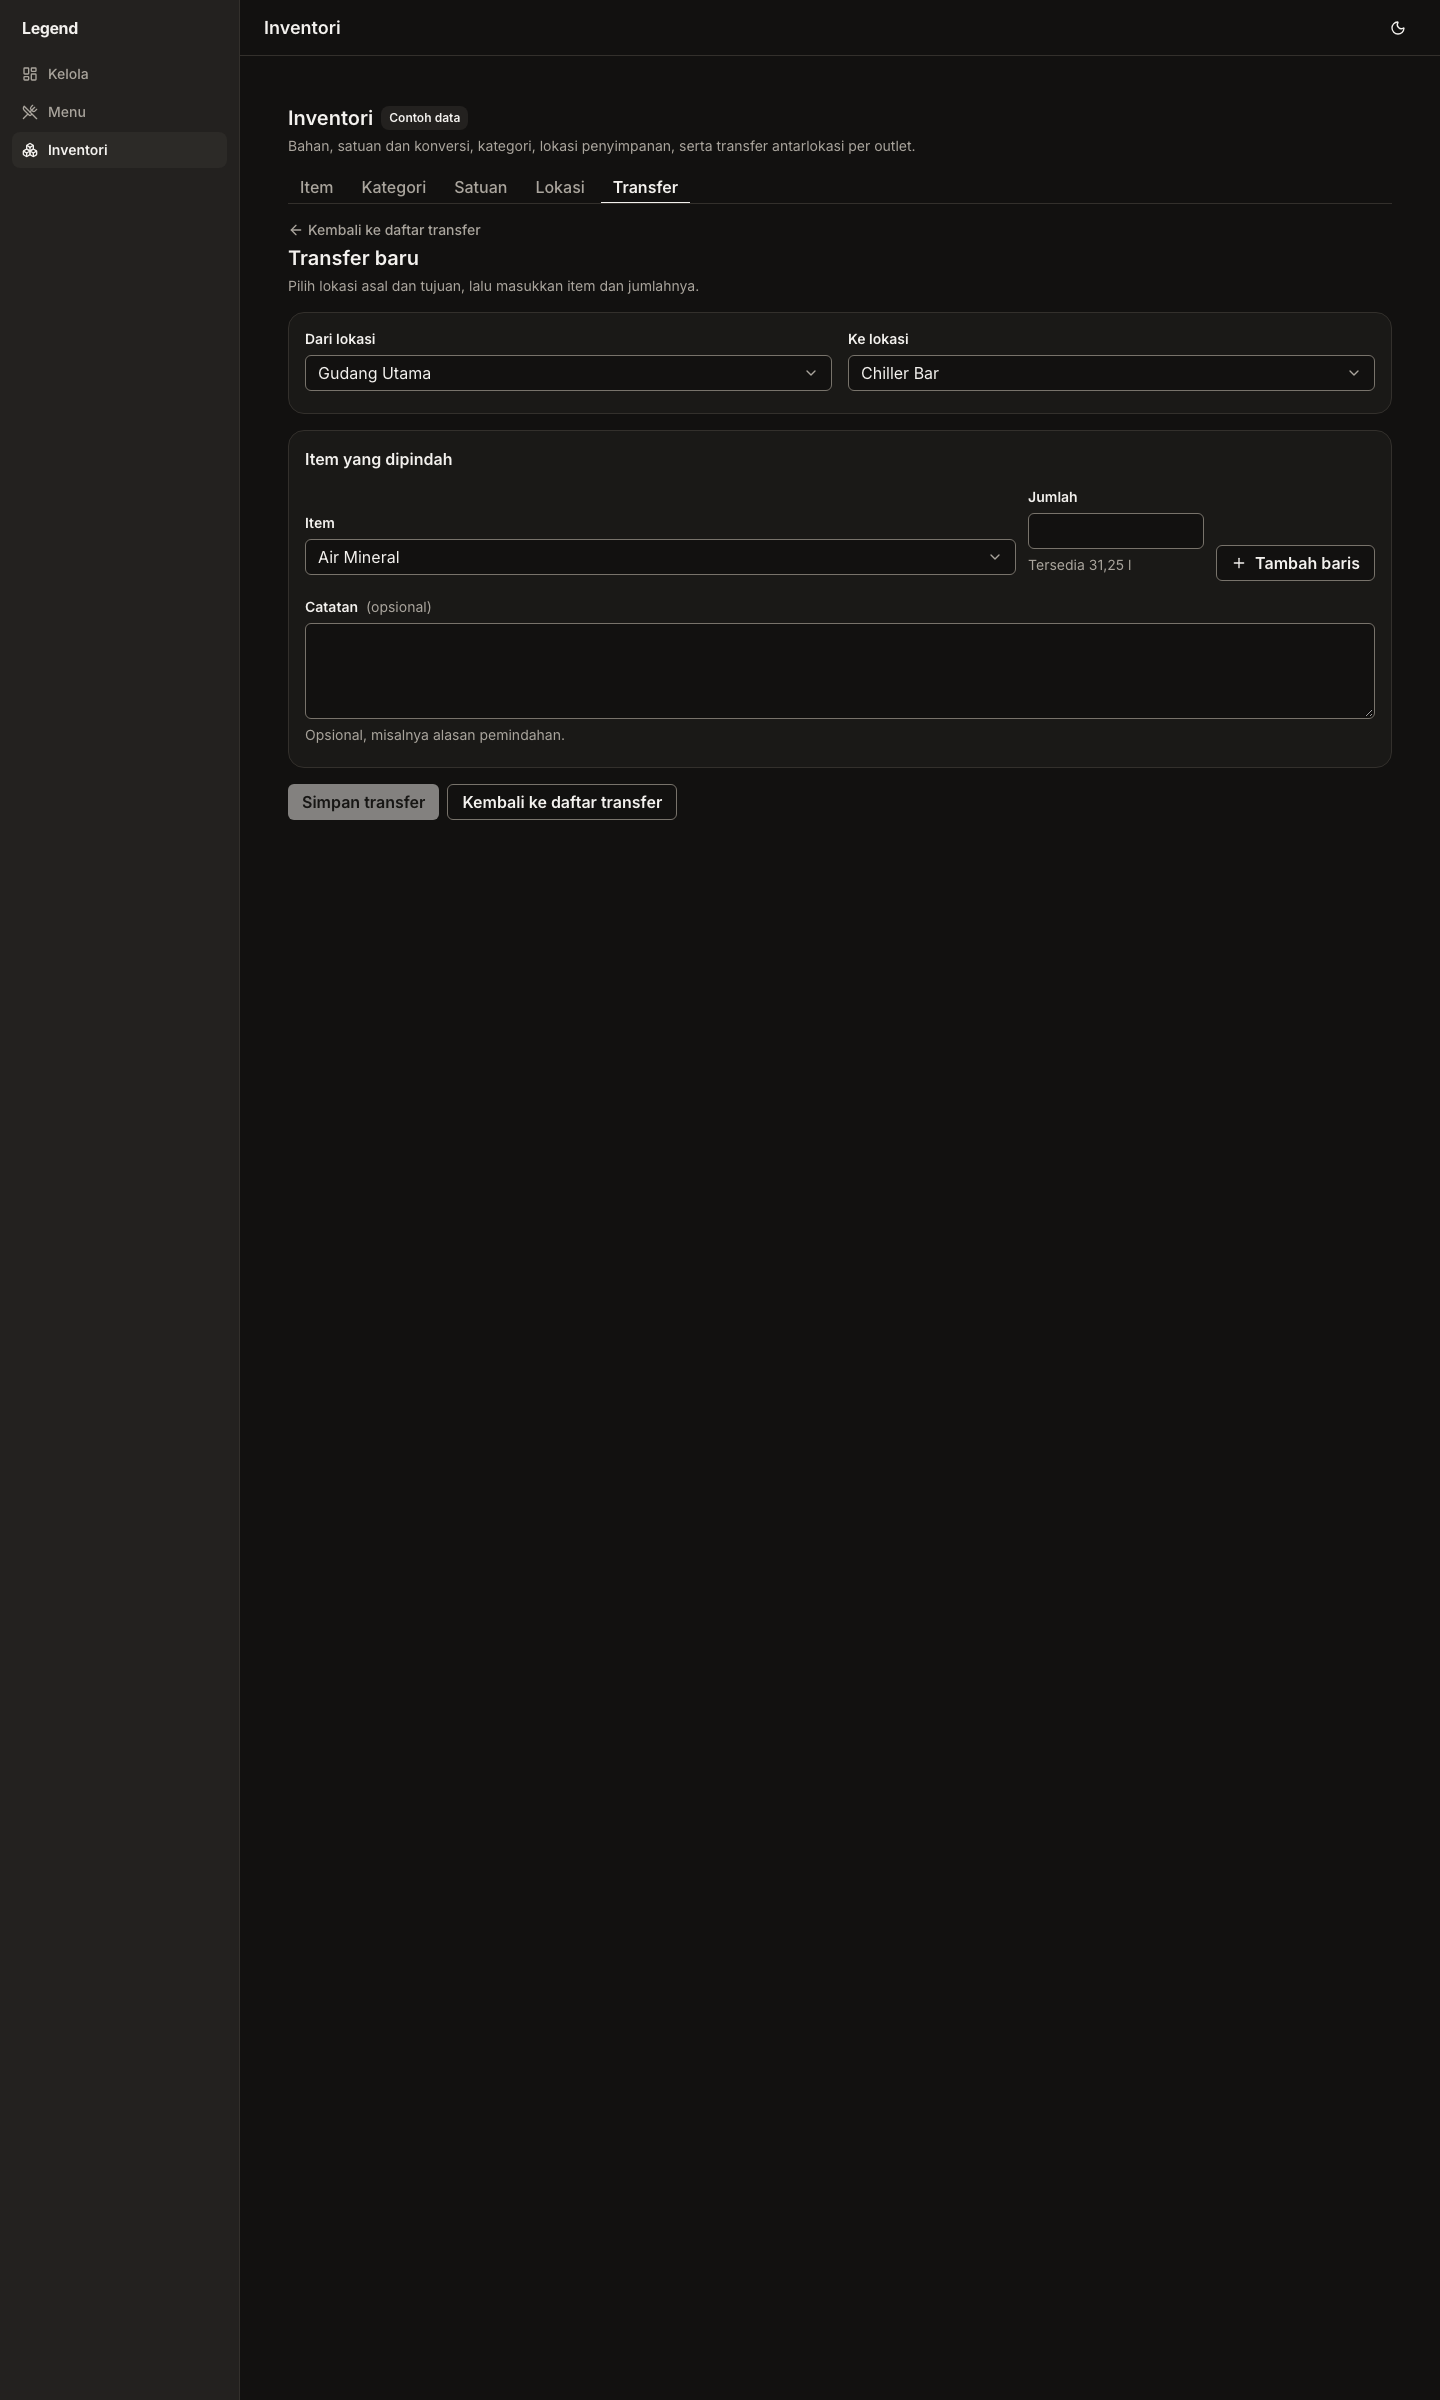 Legend
Inventori
Kelola
Menu
Inventori
Inventori Contoh data
Bahan, satuan dan konversi, kategori, lokasi penyimpanan, serta transfer antarlokasi per outlet.
Item Kategori Satuan Lokasi Transfer
Kembali ke daftar transfer
Transfer baru
Pilih lokasi asal dan tujuan, lalu masukkan item dan jumlahnya.
Dari lokasi
Gudang Utama
Ke lokasi
Chiller Bar
Item yang dipindah
Item
Air Mineral
Jumlah
Tersedia 31,25 l
Tambah baris
Catatan (opsional)
Opsional, misalnya alasan pemindahan.
Simpan transfer
Kembali ke daftar transfer